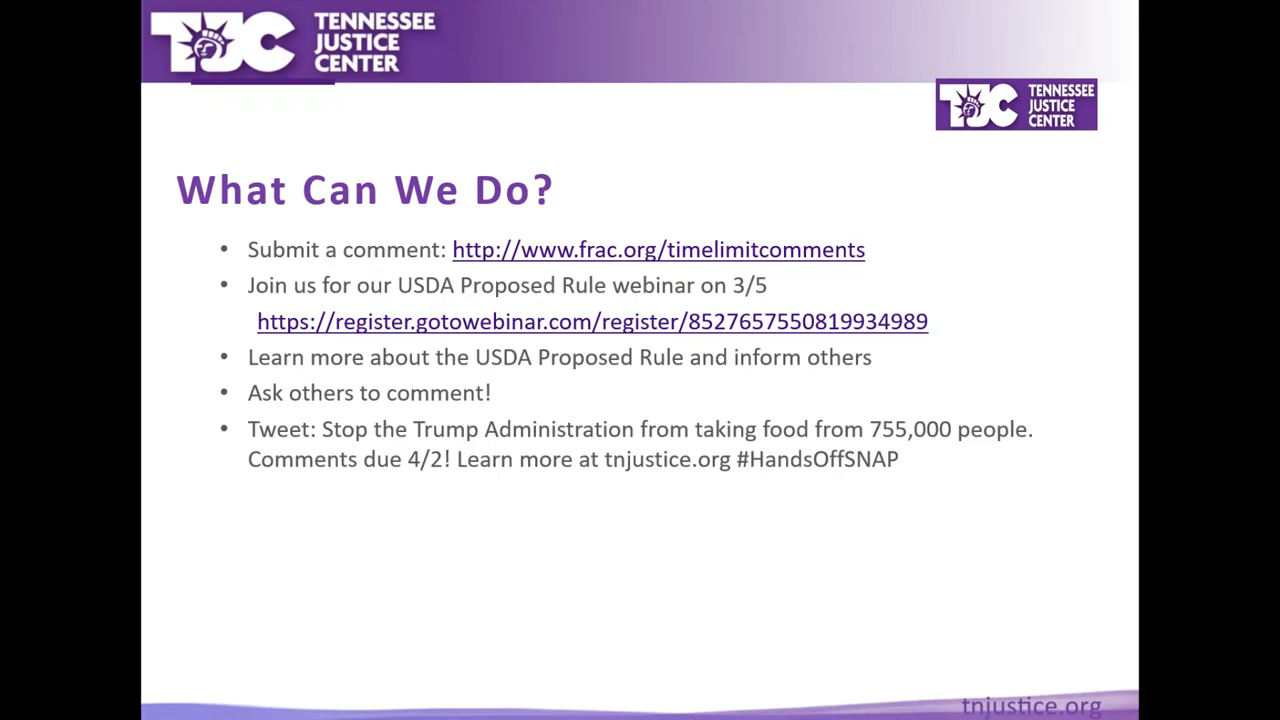 TJC TENNESSEE
JUSTICE
CENTER
TJC TENNESSEE
JUSTICE
CENTER
What Can We Do?
• Submit a comment: http://www.frac.org/timelimitcomments
• Join us for our USDA Proposed Rule webinar on 3/5
https://register.gotowebinar.com/register/8527657550819934989
• Learn more about the USDA Proposed Rule and inform others
• Ask others to comment!
• Tweet: Stop the Trump Administration from taking food from 755,000 people.
Comments due 4/2! Learn more at tnjustice.org #HandsOffSNAP
tnjustice.org